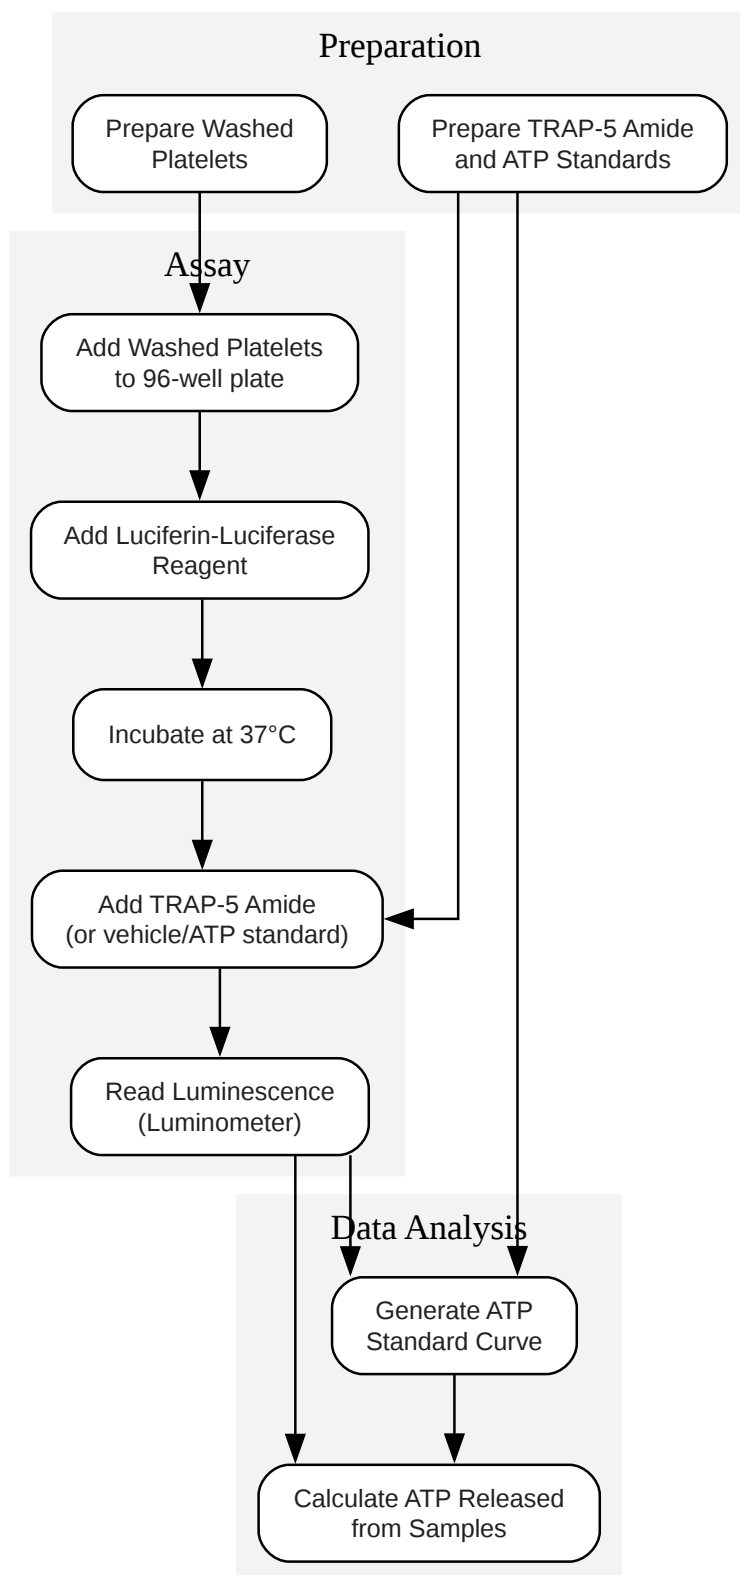 Preparation
Prepare Washed
Platelets
Prepare TRAP-5 Amide
and ATP Standards
Assay
Add Washed Platelets
to 96-well plate
Add Luciferin-Luciferase
Reagent
Incubate at 37°C
Add TRAP-5 Amide
(or vehicle/ATP standard)
Read Luminescence
(Luminometer)
Data Analysis
Generate ATP
Standard Curve
Calculate ATP Released
from Samples